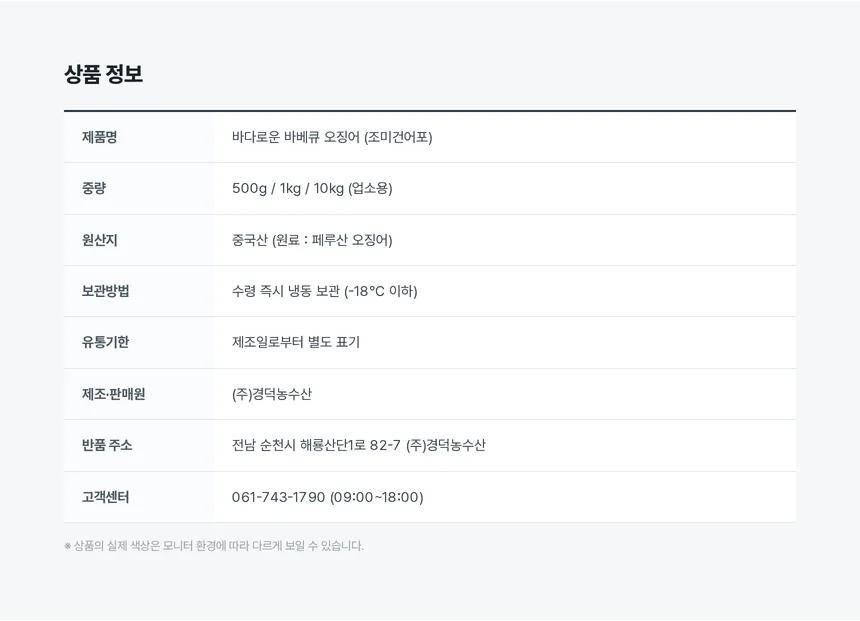 상품 정보
제품명 바다로운 바베큐 오징어 (조미건어포)
중량 500g / 1kg / 10kg (업소용)
원산지 중국산 (원료 : 페루산 오징어)
보관방법 수령 즉시 냉동 보관 (-18°C 이하)
유통기한 제조일로부터 별도 표기
제조·판매원 (주)경덕농수산
반품 주소 전남 순천시 해룡산단1로 82-7 (주)경덕농수산
고객센터 061-743-1790 (09:00~18:00)
※ 상품의 실제 색상은 모니터 환경에 따라 다르게 보일 수 있습니다.